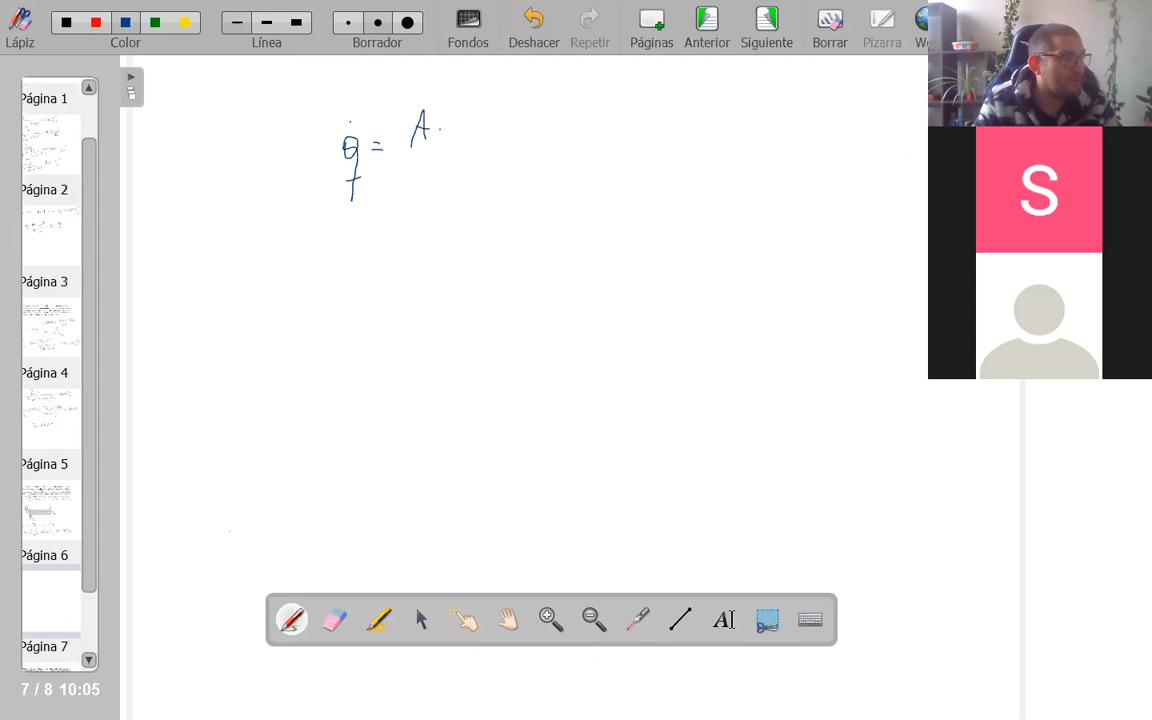 Lápiz
Color
Línea
Borrador
Fondos
Deshacer
Repetir
Páginas
Anterior
Siguiente
Borrar
Pizarra
Página 1
Página 2
Página 3
Página 4
Página 5
Página 6
Página 7
7 / 8 10:05
q̇ = A ·
S
A